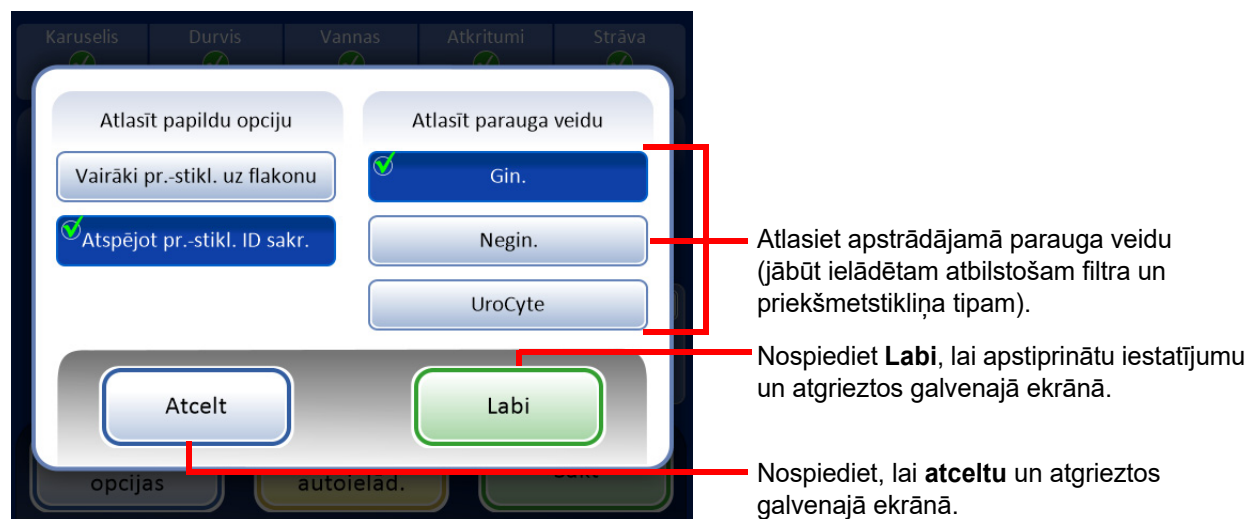 Karuselis Durvis Vannas Atkritumi Strāva
Atlasīt papildu opciju
Vairāki pr.-stikl. uz flakonu
Atspējot pr.-stikl. ID sakr.
Atlasīt parauga veidu
Gin.
Negin.
UroCyte
Atcelt
Labi
opcijas
autoielād.
Atlasiet apstrādājamā parauga veidu
(jābūt ielādētam atbilstošam filtra un
priekšmetstikliņa tipam).
Nospiediet Labi, lai apstiprinātu iestatījumu
un atgrieztos galvenajā ekrānā.
Nospiediet, lai atceltu un atgrieztos
galvenajā ekrānā.